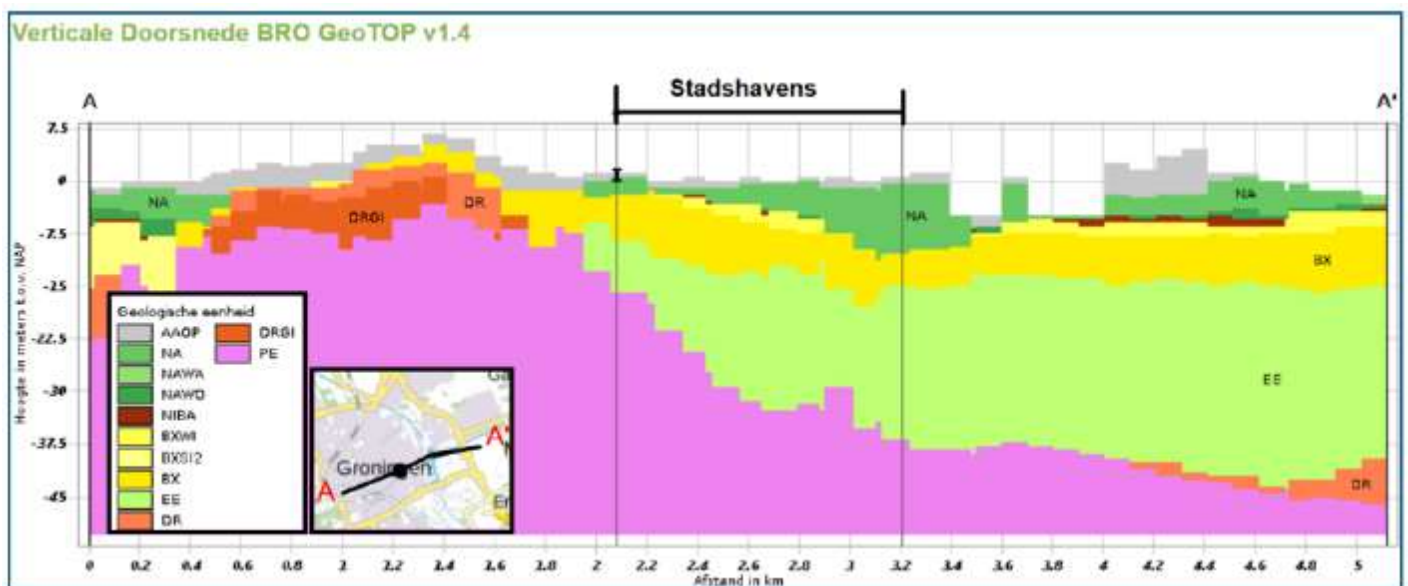 Verticale Doorsnede BRO GeoTOP v1.4
Stadshavens
A
A'
7.5
0
-7.5
-15
-22.5
-30
-37.5
-45
Hoogte in meters t.o.v. NAP
NA
DRGI
DR
NA
NA
BX
EE
DR
Geologische eenheid
AAOP
NA
NAWA
NAWO
NIBA
BXWI
BXSI2
BX
EE
DR
DRGI
PE
Groningen
A
A'
0 0.2 0.4 0.6 0.8 1 1.2 1.4 1.6 1.8 2 2.2 2.4 2.6 2.8 3 3.2 3.4 3.6 3.8 4 4.2 4.4 4.6 4.8 5
Afstand in km